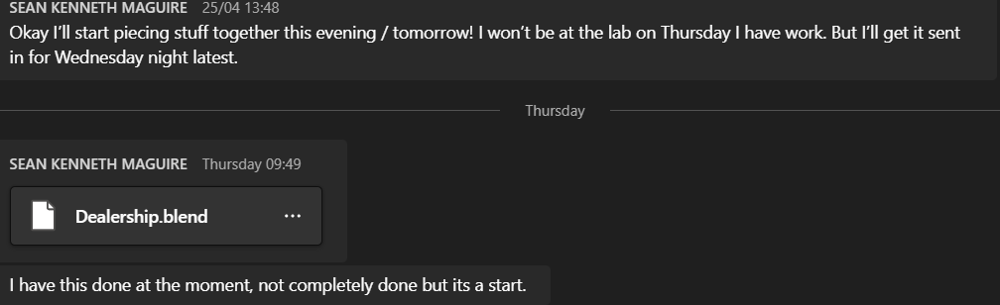 SEAN KENNETH MAGUIRE 25/04 13:48
Okay I'll start piecing stuff together this evening / tomorrow! I won't be at the lab on Thursday I have work. But I'll get it sent
in for Wednesday night latest.
Thursday
SEAN KENNETH MAGUIRE Thursday 09:49
Dealership.blend ...
I have this done at the moment, not completely done but its a start.